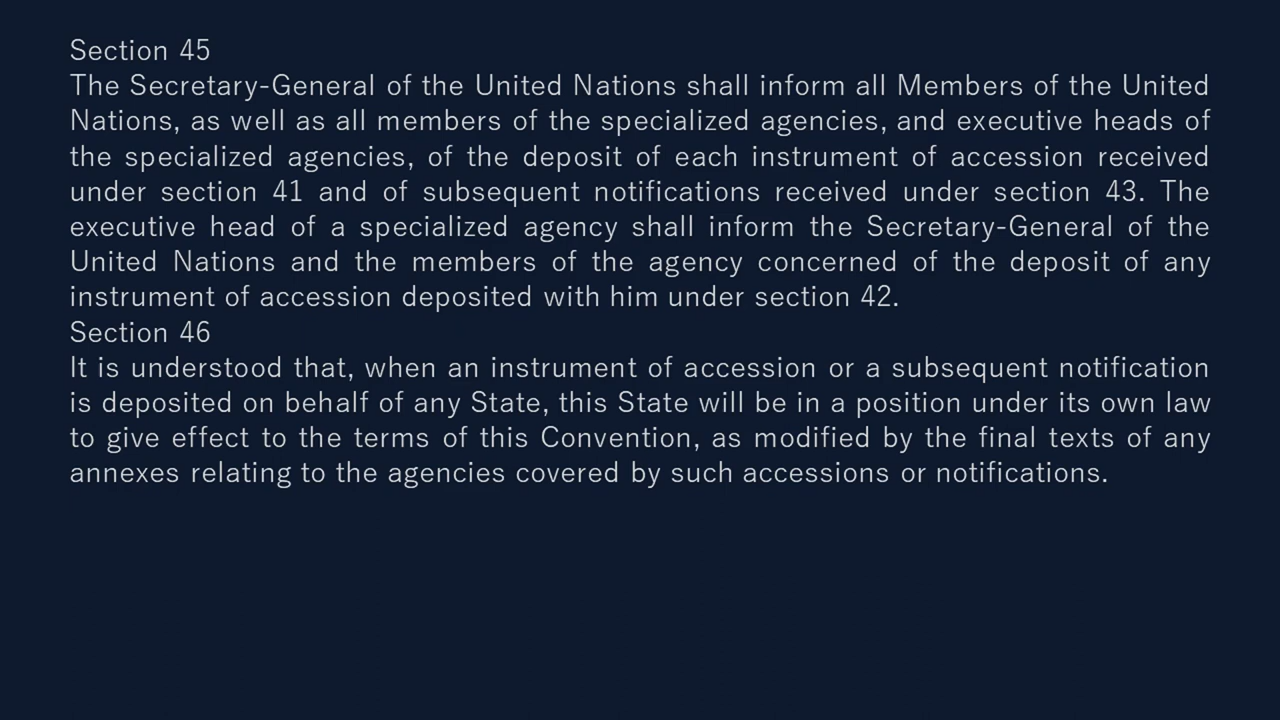 Section 45
The Secretary-General of the United Nations shall inform all Members of the United
Nations, as well as all members of the specialized agencies, and executive heads of
the specialized agencies, of the deposit of each instrument of accession received
under section 41 and of subsequent notifications received under section 43. The
executive head of a specialized agency shall inform the Secretary-General of the
United Nations and the members of the agency concerned of the deposit of any
instrument of accession deposited with him under section 42.
Section 46
It is understood that, when an instrument of accession or a subsequent notification
is deposited on behalf of any State, this State will be in a position under its own law
to give effect to the terms of this Convention, as modified by the final texts of any
annexes relating to the agencies covered by such accessions or notifications.